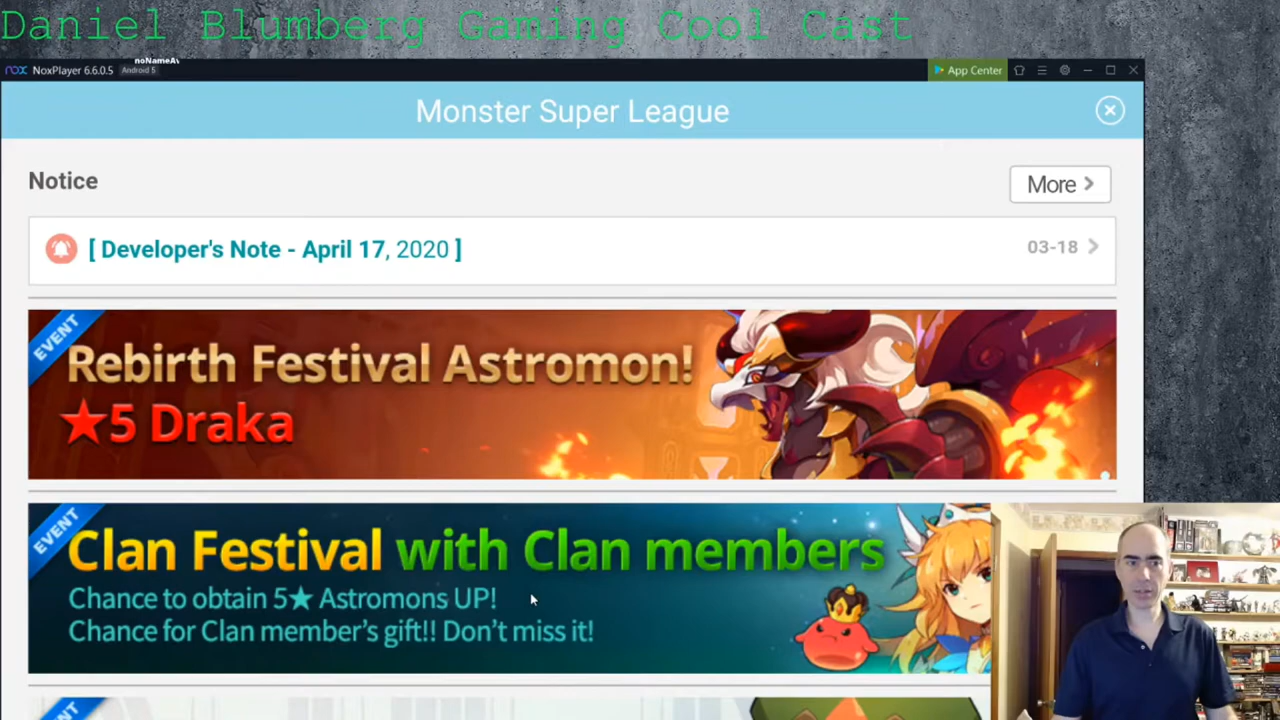 Daniel Blumberg Gaming Cool Cast
noNameAv
nox NoxPlayer 6.6.0.5 Android 5 App Center
Monster Super League
Notice
More >
[ Developer's Note - April 17, 2020 ] 03-18 >
EVENT
Rebirth Festival Astromon!
★5 Draka
EVENT
Clan Festival with Clan members
Chance to obtain 5★ Astromons UP!
Chance for Clan member's gift!! Don't miss it!